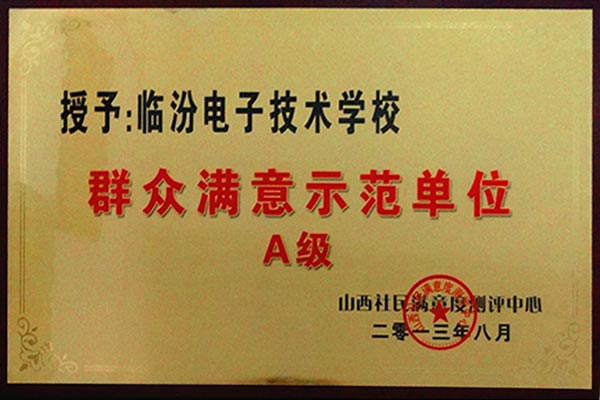 授予:临汾电子技术学校
群众满意示范单位
A级
山西社民满意度测评中心
二零一三年八月